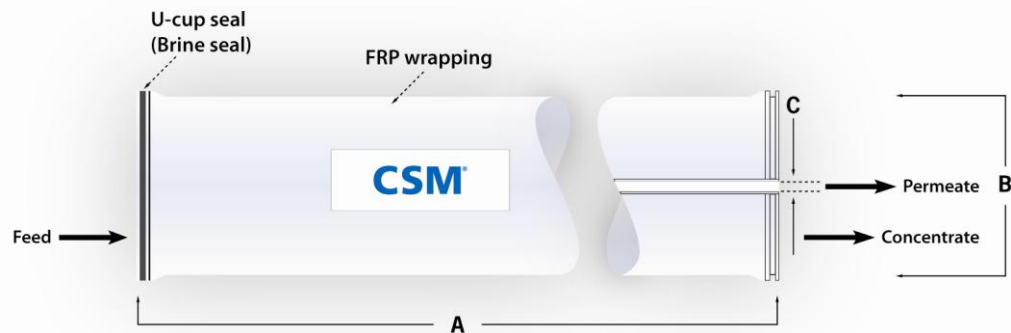 U-cup seal
(Brine seal)
FRP wrapping
C
CSM®
Permeate
B
Feed
Concentrate
A